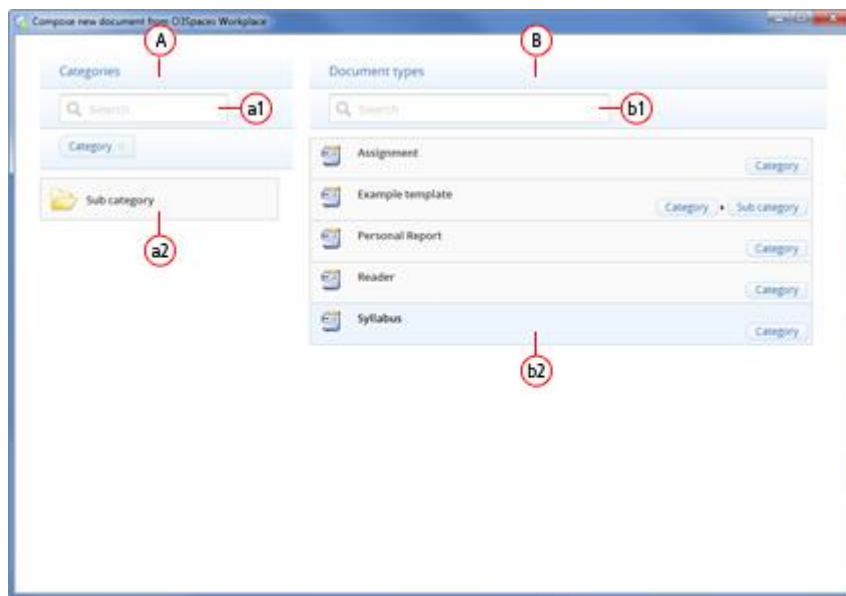 Compose new document from O3Spaces Workplace
A
B
Categories
Document types
Search
a1
Search
b1
Category
Assignment
Category
Sub category
Example template
Category
Sub category
a2
Personal Report
Category
Reader
Category
Syllabus
Category
b2